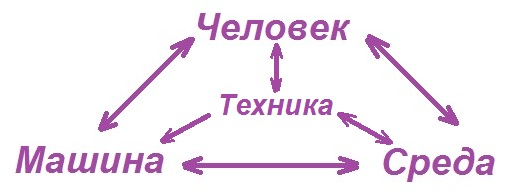 Человек
Техника
Машина
Среда